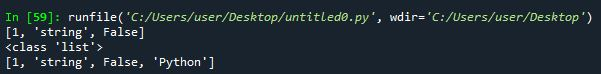 In [59]: runfile('C:/Users/user/Desktop/untitled0.py', wdir='C:/Users/user/Desktop')
[1, 'string', False]
<class 'list'>
[1, 'string', False, 'Python']